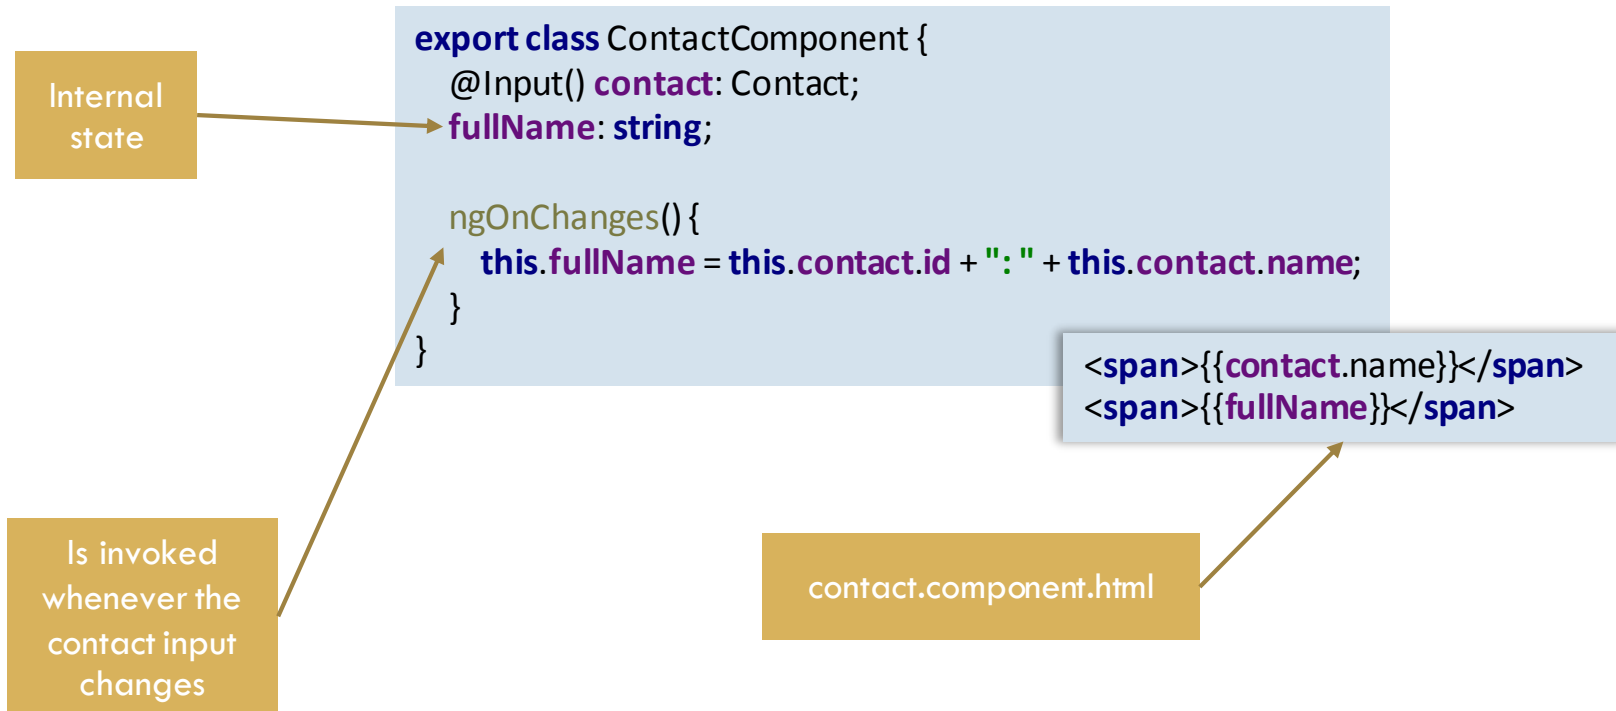 export class ContactComponent {
@Input() contact: Contact;
fullName: string;
ngOnChanges() {
this.fullName = this.contact.id + ": " + this.contact.name;
}
}
Internal
state
<span>{{contact.name}}</span>
<span>{{fullName}}</span>
Is invoked
whenever the
contact input
changes
contact.component.html